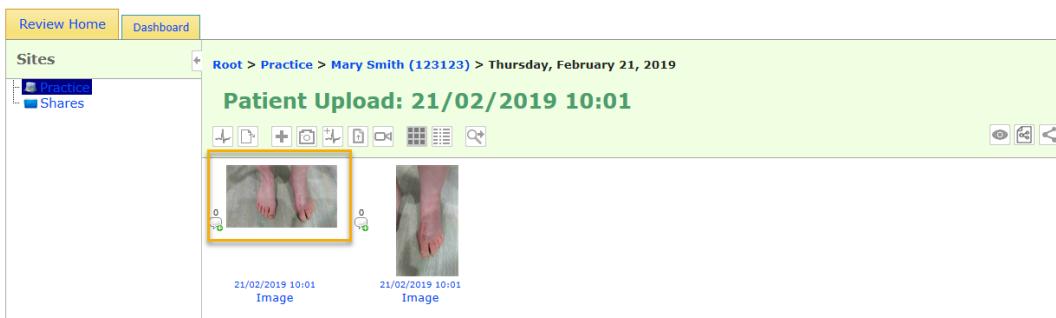 Review Home
Dashboard
Sites
Practice
Shares
Root > Practice > Mary Smith (123123) > Thursday, February 21, 2019
Patient Upload: 21/02/2019 10:01
0
0
21/02/2019 10:01
Image
21/02/2019 10:01
Image